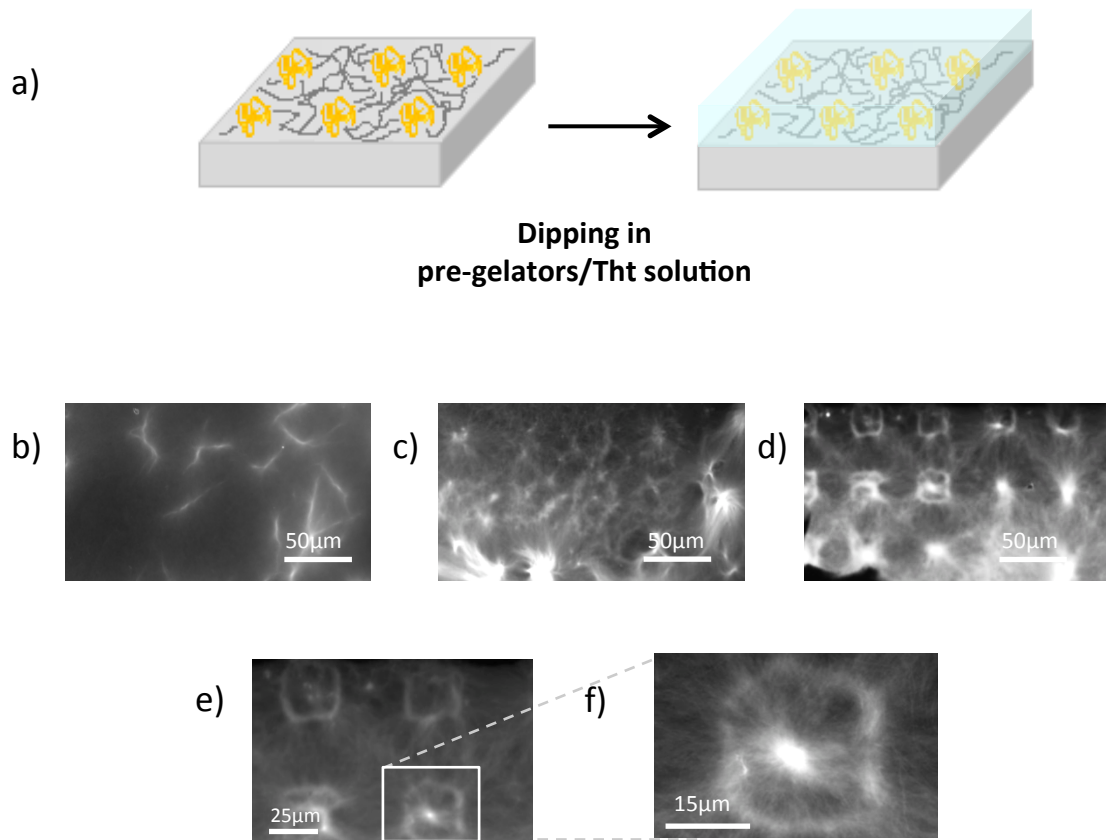 a)
Dipping in
pre-gelators/Tht solution
b)
50µm
c)
50µm
d)
50µm
e)
25µm
f)
15µm